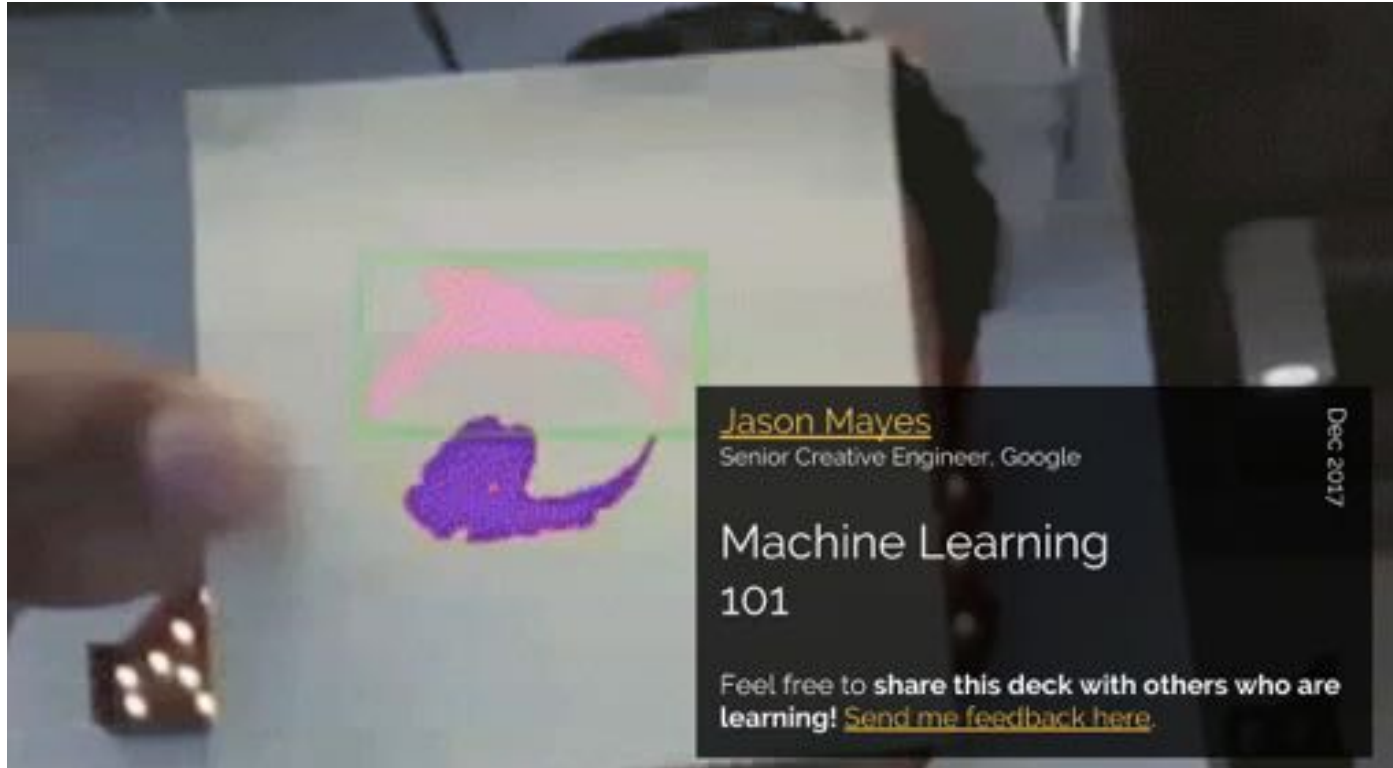 Jason Mayes
Senior Creative Engineer, Google
Dec 2017
Machine Learning
101
Feel free to share this deck with others who are
learning! Send me feedback here.